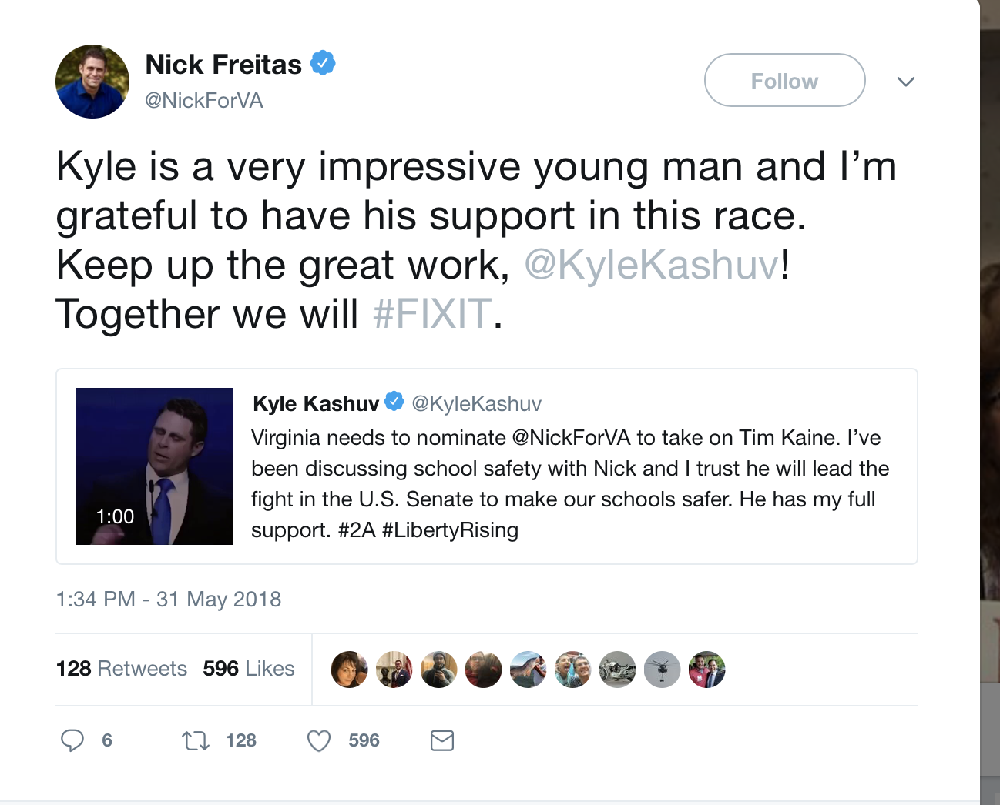 Nick Freitas
@NickForVA
Follow
Kyle is a very impressive young man and I’m
grateful to have his support in this race.
Keep up the great work, @KyleKashuv!
Together we will #FIXIT.
Kyle Kashuv @KyleKashuv
Virginia needs to nominate @NickForVA to take on Tim Kaine. I’ve
been discussing school safety with Nick and I trust he will lead the
fight in the U.S. Senate to make our schools safer. He has my full
support. #2A #LibertyRising
1:00
1:34 PM - 31 May 2018
128 Retweets 596 Likes
6 128 596